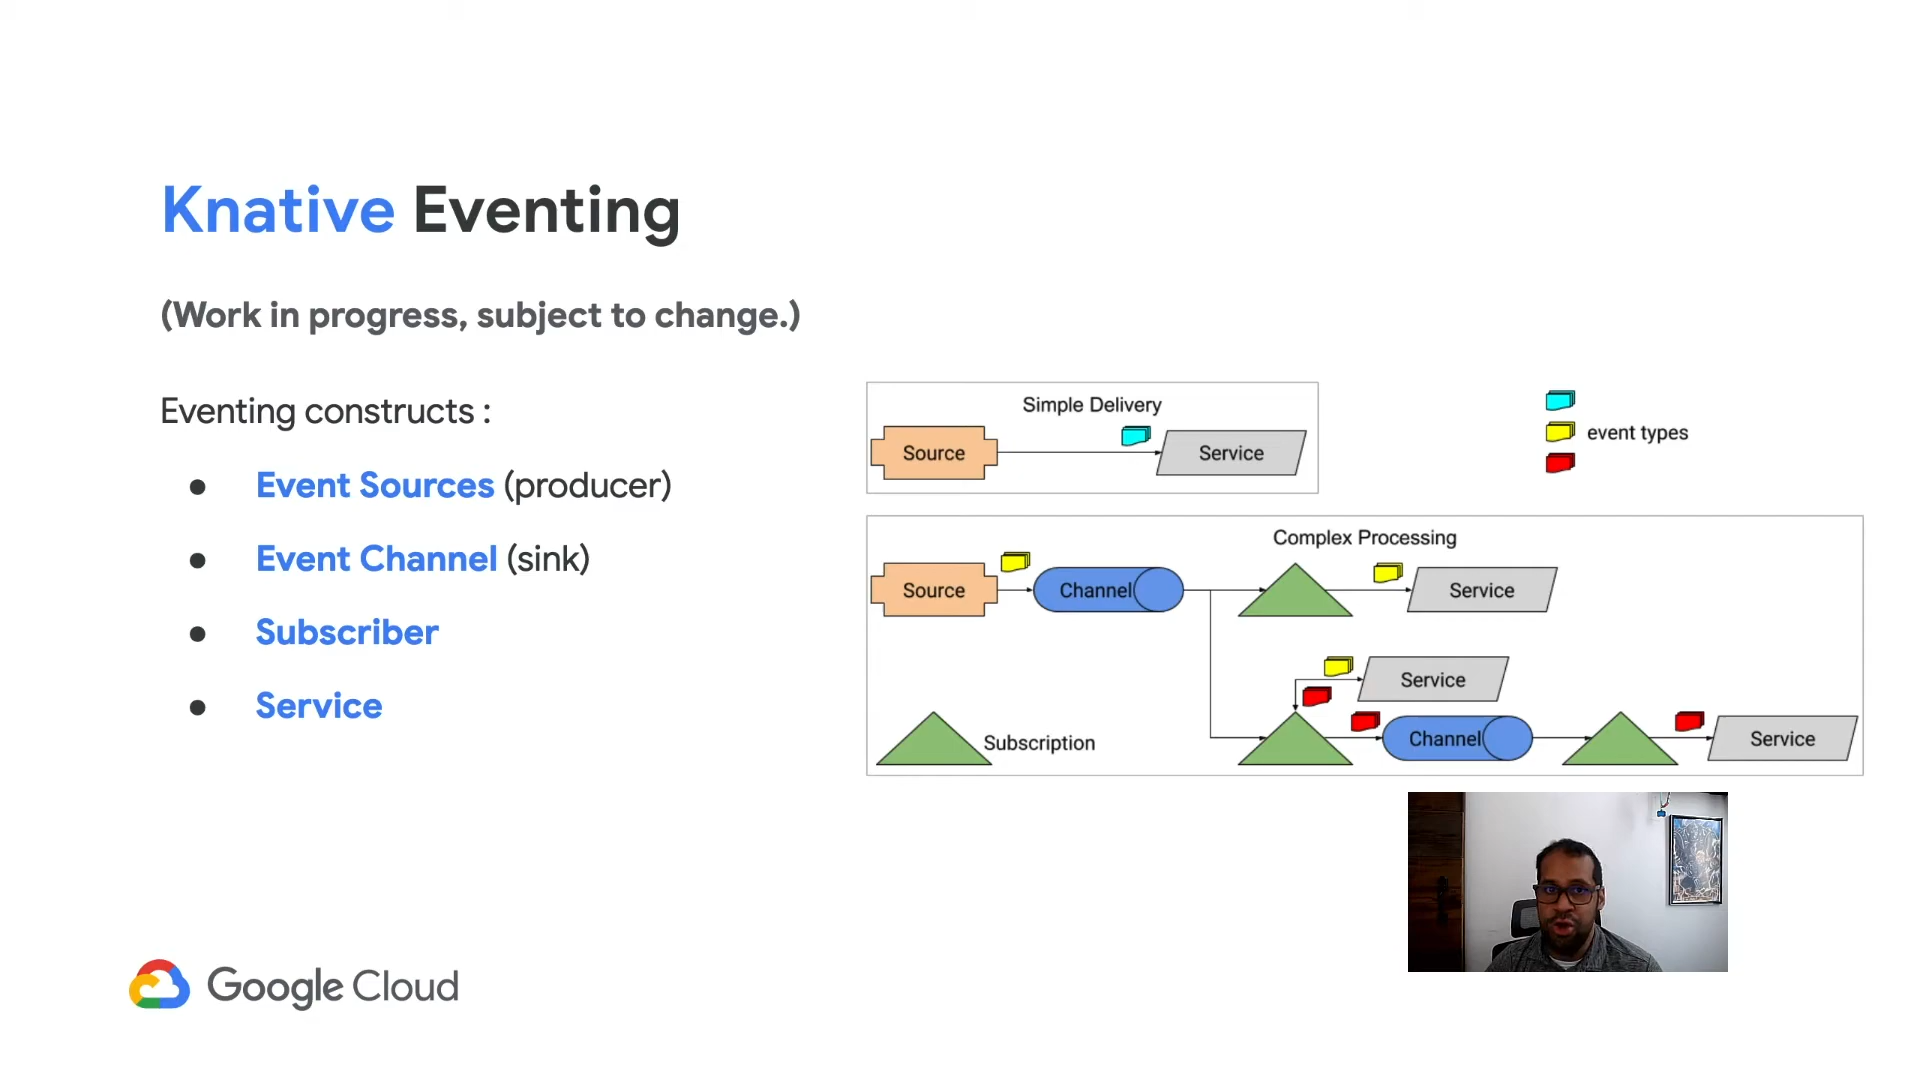 Knative Eventing
(Work in progress, subject to change.)
Eventing constructs :
● Event Sources (producer)
● Event Channel (sink)
● Subscriber
● Service
Simple Delivery
Source
Service
event types
Complex Processing
Source
Channel
Service
Service
Subscription
Channel
Service
Google Cloud